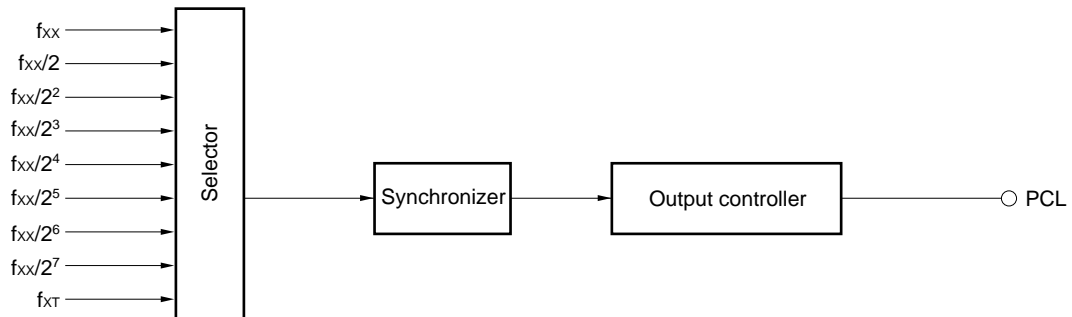 fXX
fXX/2
fXX/2²
fXX/2³
fXX/2⁴
fXX/2⁵
fXX/2⁶
fXX/2⁷
fXT
Selector
Synchronizer
Output controller
PCL